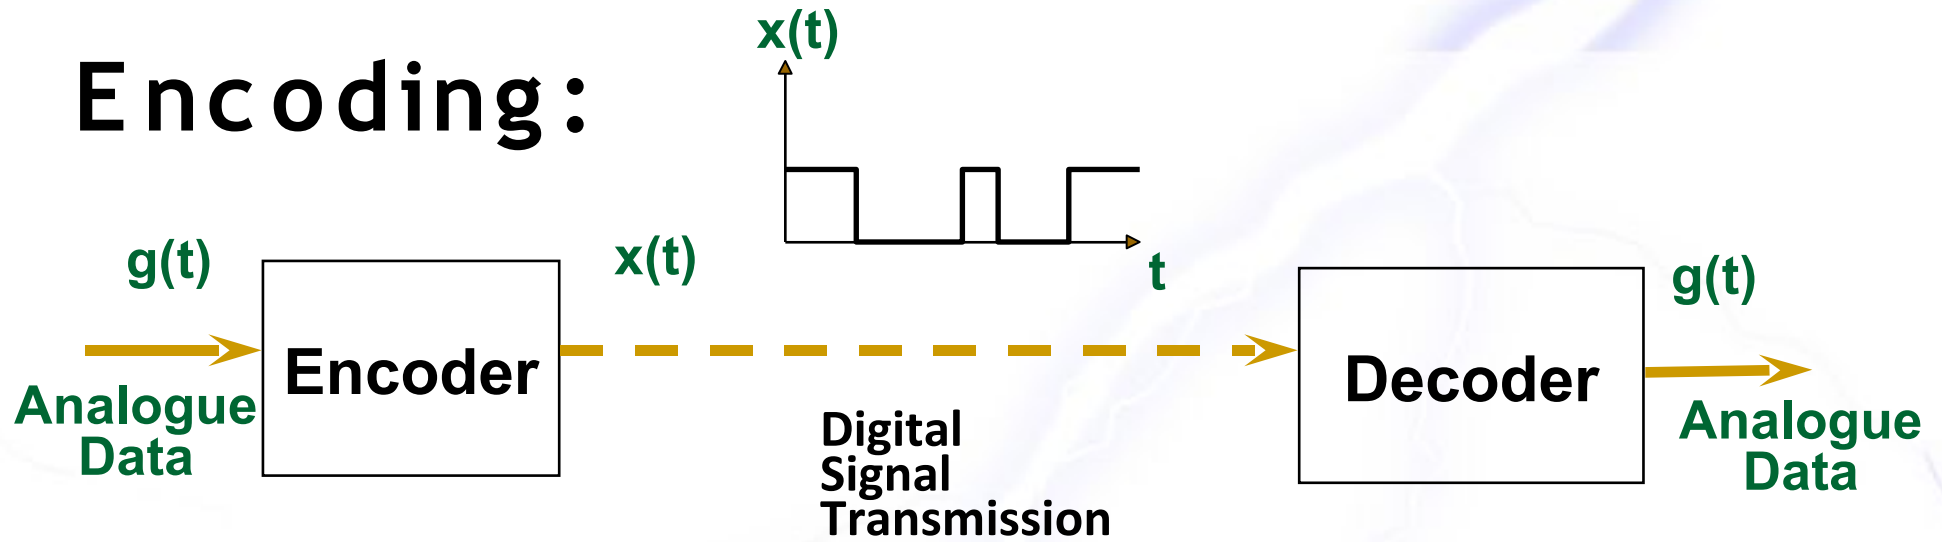 Encoding:
x(t)
t
g(t)
Analogue
Data
Encoder
x(t)
Digital
Signal
Transmission
Decoder
g(t)
Analogue
Data